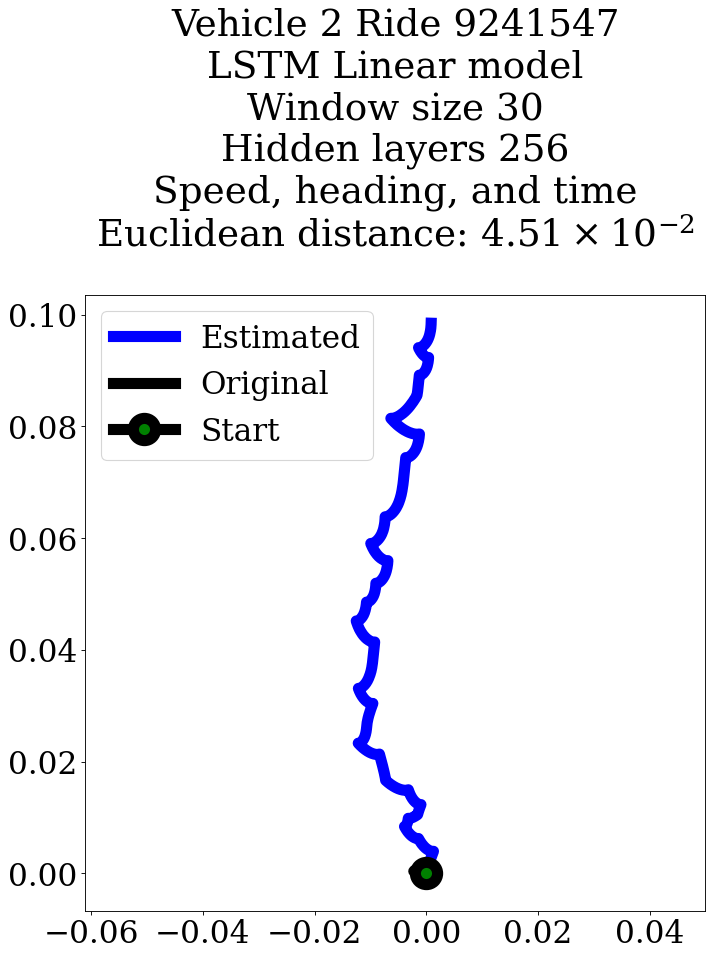 Vehicle 2 Ride 9241547
LSTM Linear model
Window size 30
Hidden layers 256
Speed, heading, and time
Euclidean distance: 4.51 × 10⁻²
Estimated
Original
Start
0.10
0.08
0.06
0.04
0.02
0.00
−0.06 −0.04 −0.02 0.00 0.02 0.04